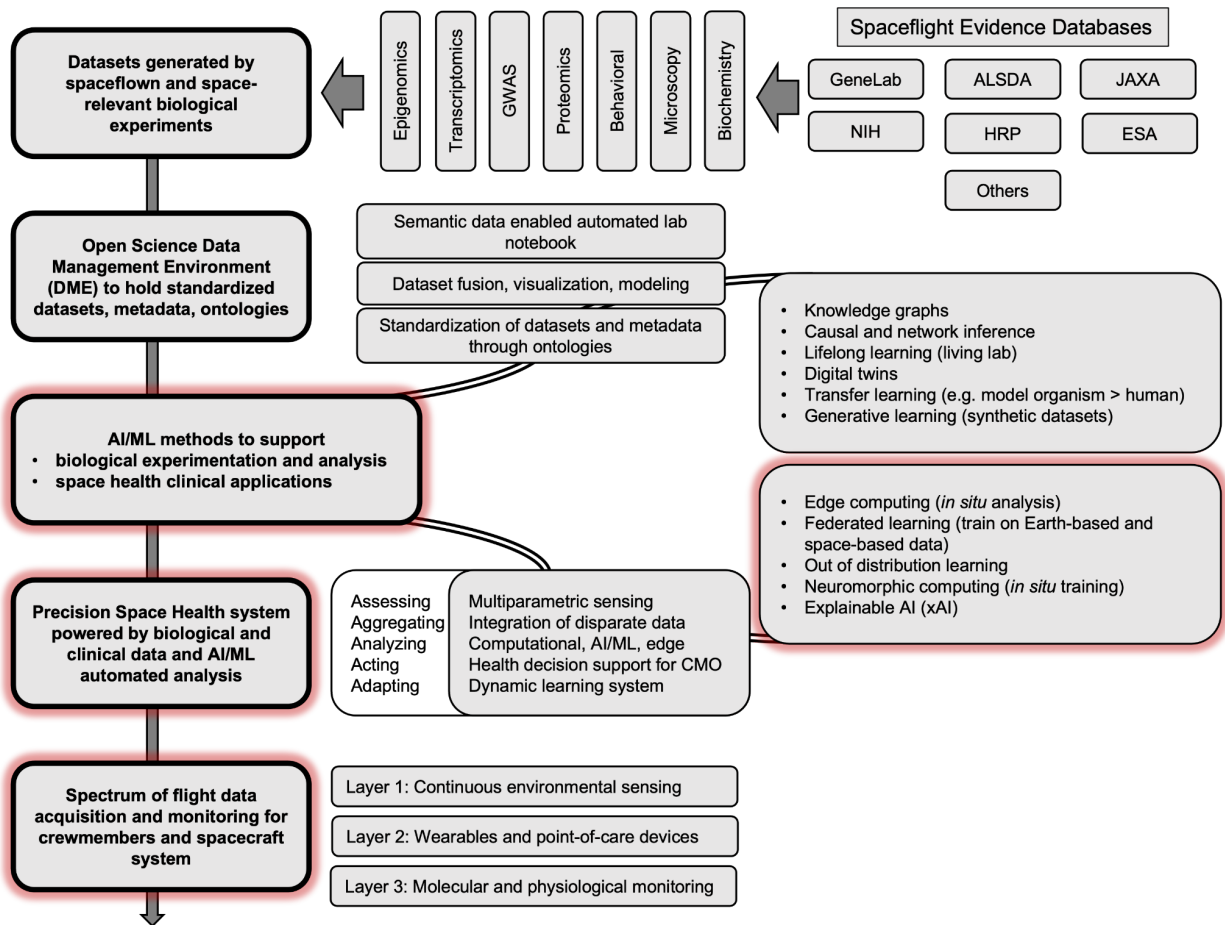 Spaceflight Evidence Databases
GeneLab
ALSDA
JAXA
NIH
HRP
ESA
Others
Epigenomics
Transcriptomics
GWAS
Proteomics
Behavioral
Microscopy
Biochemistry
Datasets generated by
spaceflown and space-
relevant biological
experiments
Open Science Data
Management Environment
(DME) to hold standardized
datasets, metadata, ontologies
Semantic data enabled automated lab
notebook
Dataset fusion, visualization, modeling
Standardization of datasets and metadata
through ontologies
• Knowledge graphs
• Causal and network inference
• Lifelong learning (living lab)
• Digital twins
• Transfer learning (e.g. model organism > human)
• Generative learning (synthetic datasets)
AI/ML methods to support
• biological experimentation and analysis
• space health clinical applications
• Edge computing (in situ analysis)
• Federated learning (train on Earth-based and
space-based data)
• Out of distribution learning
• Neuromorphic computing (in situ training)
• Explainable AI (xAI)
Precision Space Health system
powered by biological and
clinical data and AI/ML
automated analysis
Assessing Multiparametric sensing
Aggregating Integration of disparate data
Analyzing Computational, AI/ML, edge
Acting Health decision support for CMO
Adapting Dynamic learning system
Spectrum of flight data
acquisition and monitoring for
crewmembers and spacecraft
system
Layer 1: Continuous environmental sensing
Layer 2: Wearables and point-of-care devices
Layer 3: Molecular and physiological monitoring